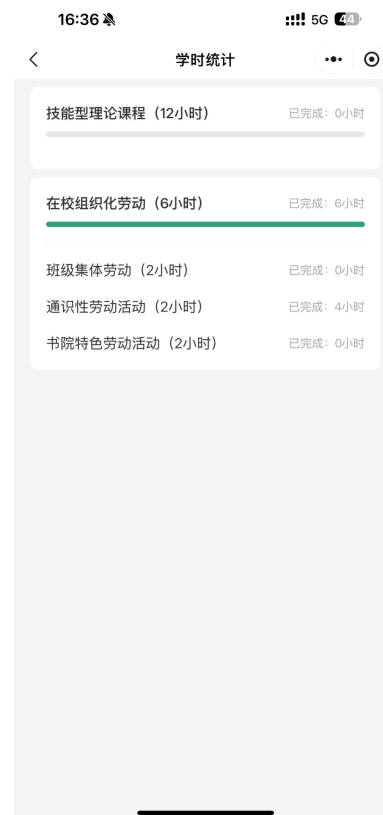 16:36
5G 44
学时统计
技能型理论课程（12小时） 已完成：0小时
在校组织化劳动（6小时） 已完成：6小时
班级集体劳动（2小时） 已完成：0小时
通识性劳动活动（2小时） 已完成：4小时
书院特色劳动活动（2小时） 已完成：0小时